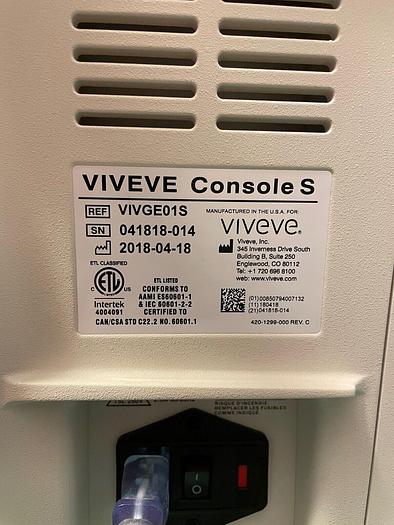 VIVEVE Console S
REF VIVGE01S
SN 041818-014
2018-04-18
MANUFACTURED IN THE U.S.A. FOR:
viveve®
Viveve, Inc.
345 Inverness Drive South
Building B, Suite 250
Englewood, CO 80112
Tel: +1 720 696 8100
web: www.viveve.com
ETL CLASSIFIED
C ETL US
Intertek
4004091
ETL LISTED
CONFORMS TO
AAMI ES60601-1
& IEC 60601-2-2
CERTIFIED TO
CAN/CSA STD C22.2 NO. 60601.1
(01)00850794007132
(11)180418
(21)041818-014
420-1299-000 REV. C
RISQUE D'INCENDIE.
REMPLACER LES FUSIBLES
COMME INDIQUÉ.